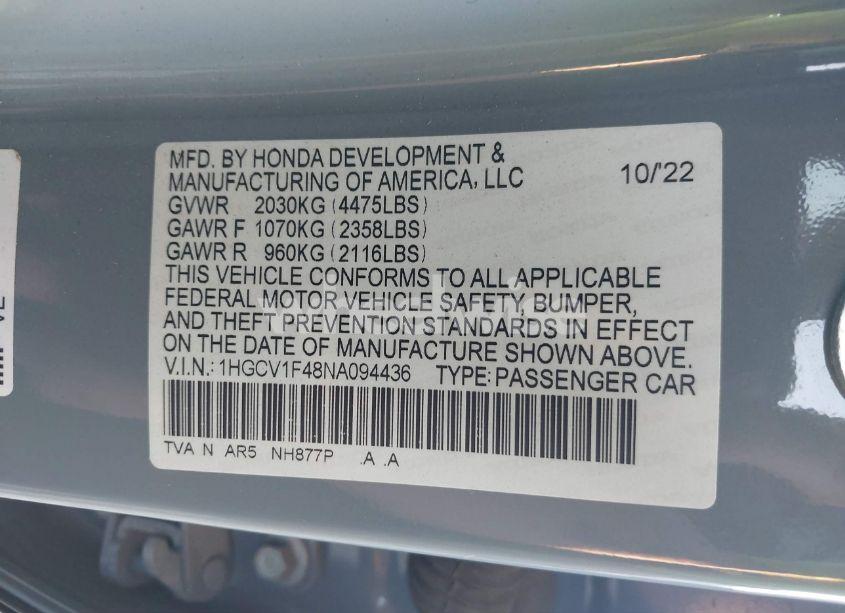 MFD. BY HONDA DEVELOPMENT &
MANUFACTURING OF AMERICA, LLC 10/'22
GVWR 2030KG (4475LBS)
GAWR F 1070KG (2358LBS)
GAWR R 960KG (2116LBS)
THIS VEHICLE CONFORMS TO ALL APPLICABLE
FEDERAL MOTOR VEHICLE SAFETY, BUMPER,
AND THEFT PREVENTION STANDARDS IN EFFECT
ON THE DATE OF MANUFACTURE SHOWN ABOVE.
V.I.N.: 1HGCV1F48NA094436 TYPE: PASSENGER CAR
TVA N AR5 NH877P .A .A